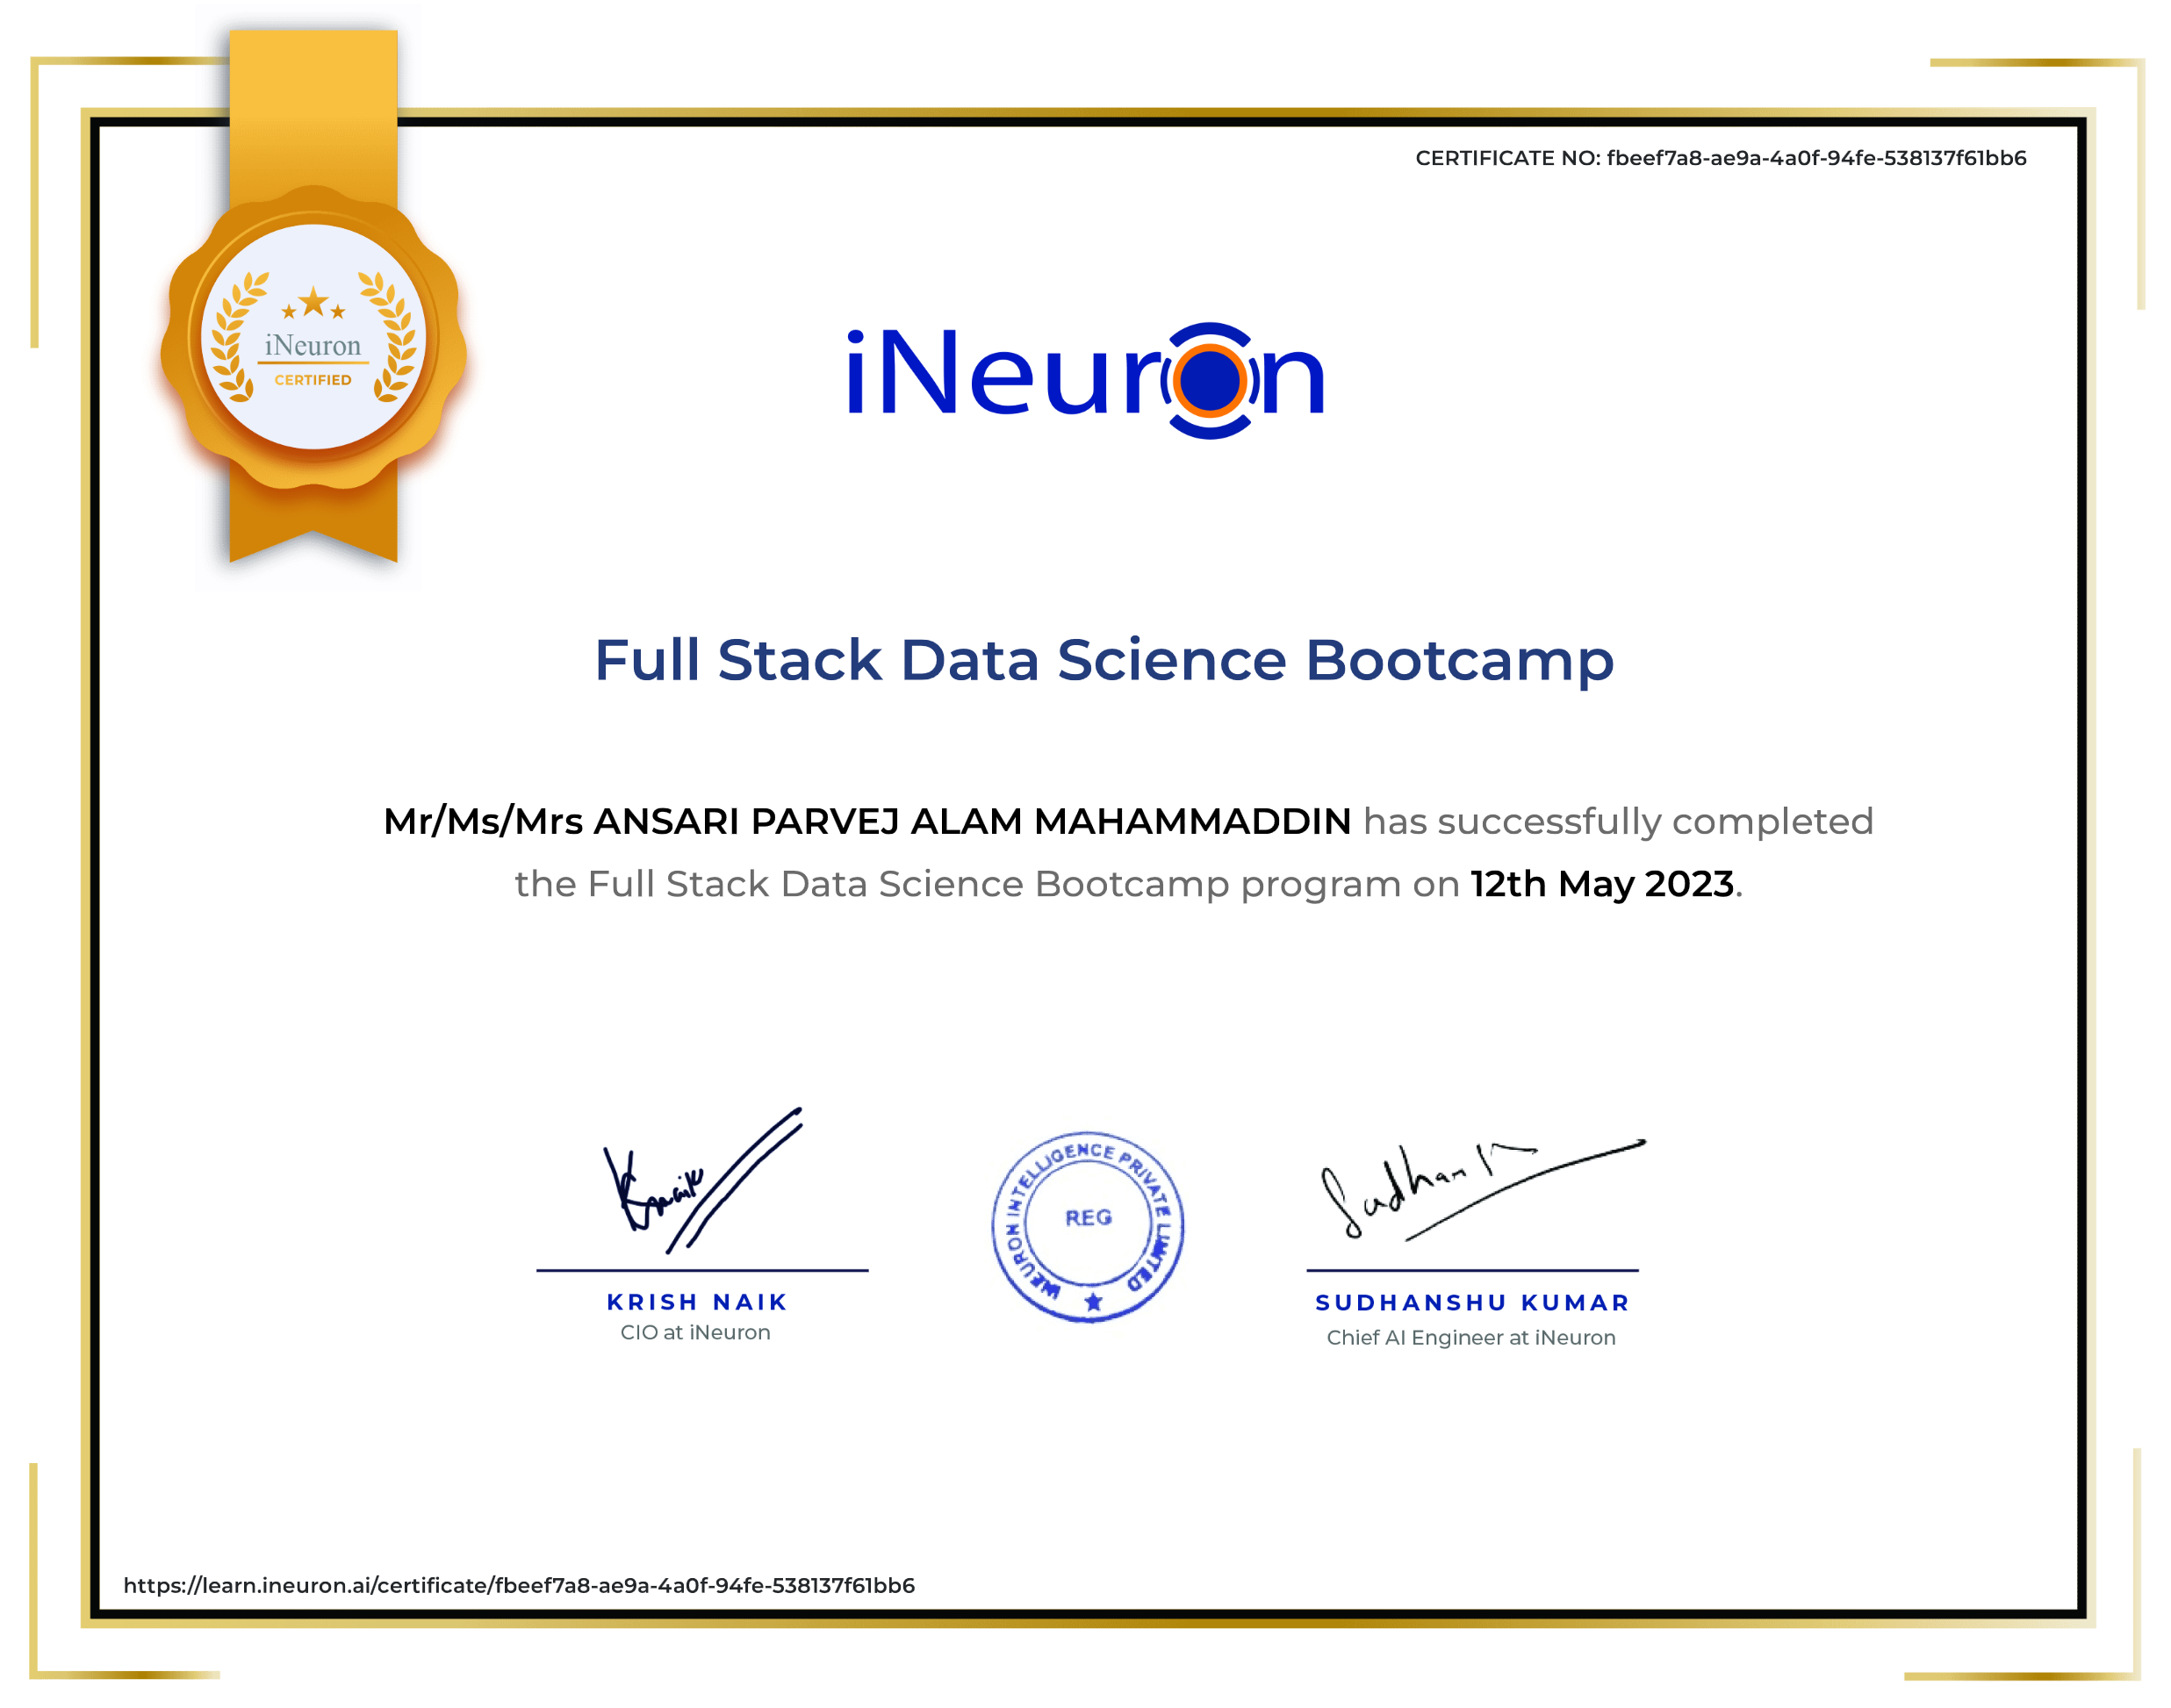 CERTIFICATE NO: fbeef7a8-ae9a-4a0f-94fe-538137f61bb6
iNeuron
CERTIFIED
iNeuron
Full Stack Data Science Bootcamp
Mr/Ms/Mrs ANSARI PARVEJ ALAM MAHAMMADDIN has successfully completed
the Full Stack Data Science Bootcamp program on 12th May 2023.
INEURON INTELLIGENCE PRIVATE LIMITED
REG
KRISH NAIK
CIO at iNeuron
SUDHANSHU KUMAR
Chief AI Engineer at iNeuron
https://learn.ineuron.ai/certificate/fbeef7a8-ae9a-4a0f-94fe-538137f61bb6